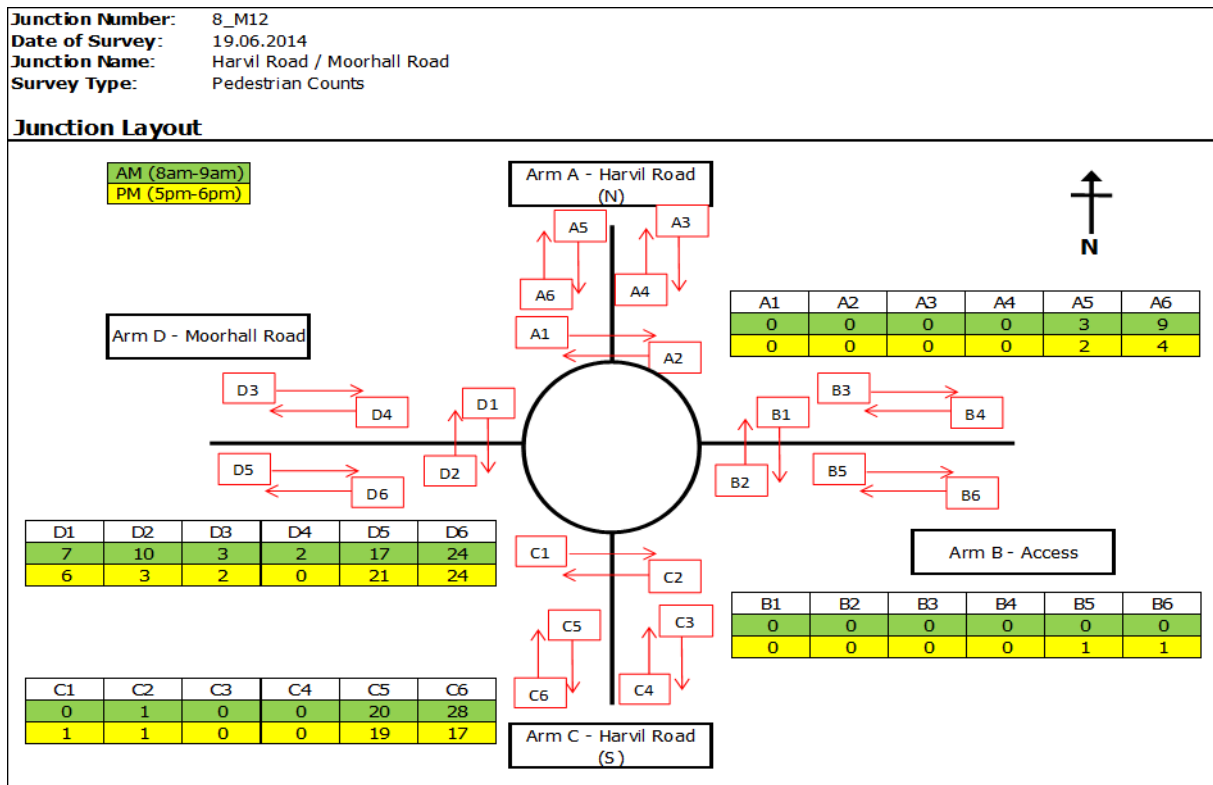 Junction Number: 8_M12
Date of Survey: 19.06.2014
Junction Name: Harvil Road / Moorhall Road
Survey Type: Pedestrian Counts
Junction Layout
AM (8am-9am)
PM (5pm-6pm)
Arm A - Harvil Road
(N)
A5
A3
A6
A4
A1
A2
N
A1 A2 A3 A4 A5 A6
0 0 0 0 3 9
0 0 0 0 2 4
Arm D - Moorhall Road
D3
D4
D1
D5
D6
D2
B3
B4
B1
B5
B6
B2
D1 D2 D3 D4 D5 D6
7 10 3 2 17 24
6 3 2 0 21 24
C1
C2
C5
C3
C6
C4
Arm B - Access
B1 B2 B3 B4 B5 B6
0 0 0 0 0 0
0 0 0 0 1 1
C1 C2 C3 C4 C5 C6
0 1 0 0 20 28
1 1 0 0 19 17
Arm C - Harvil Road
(S)